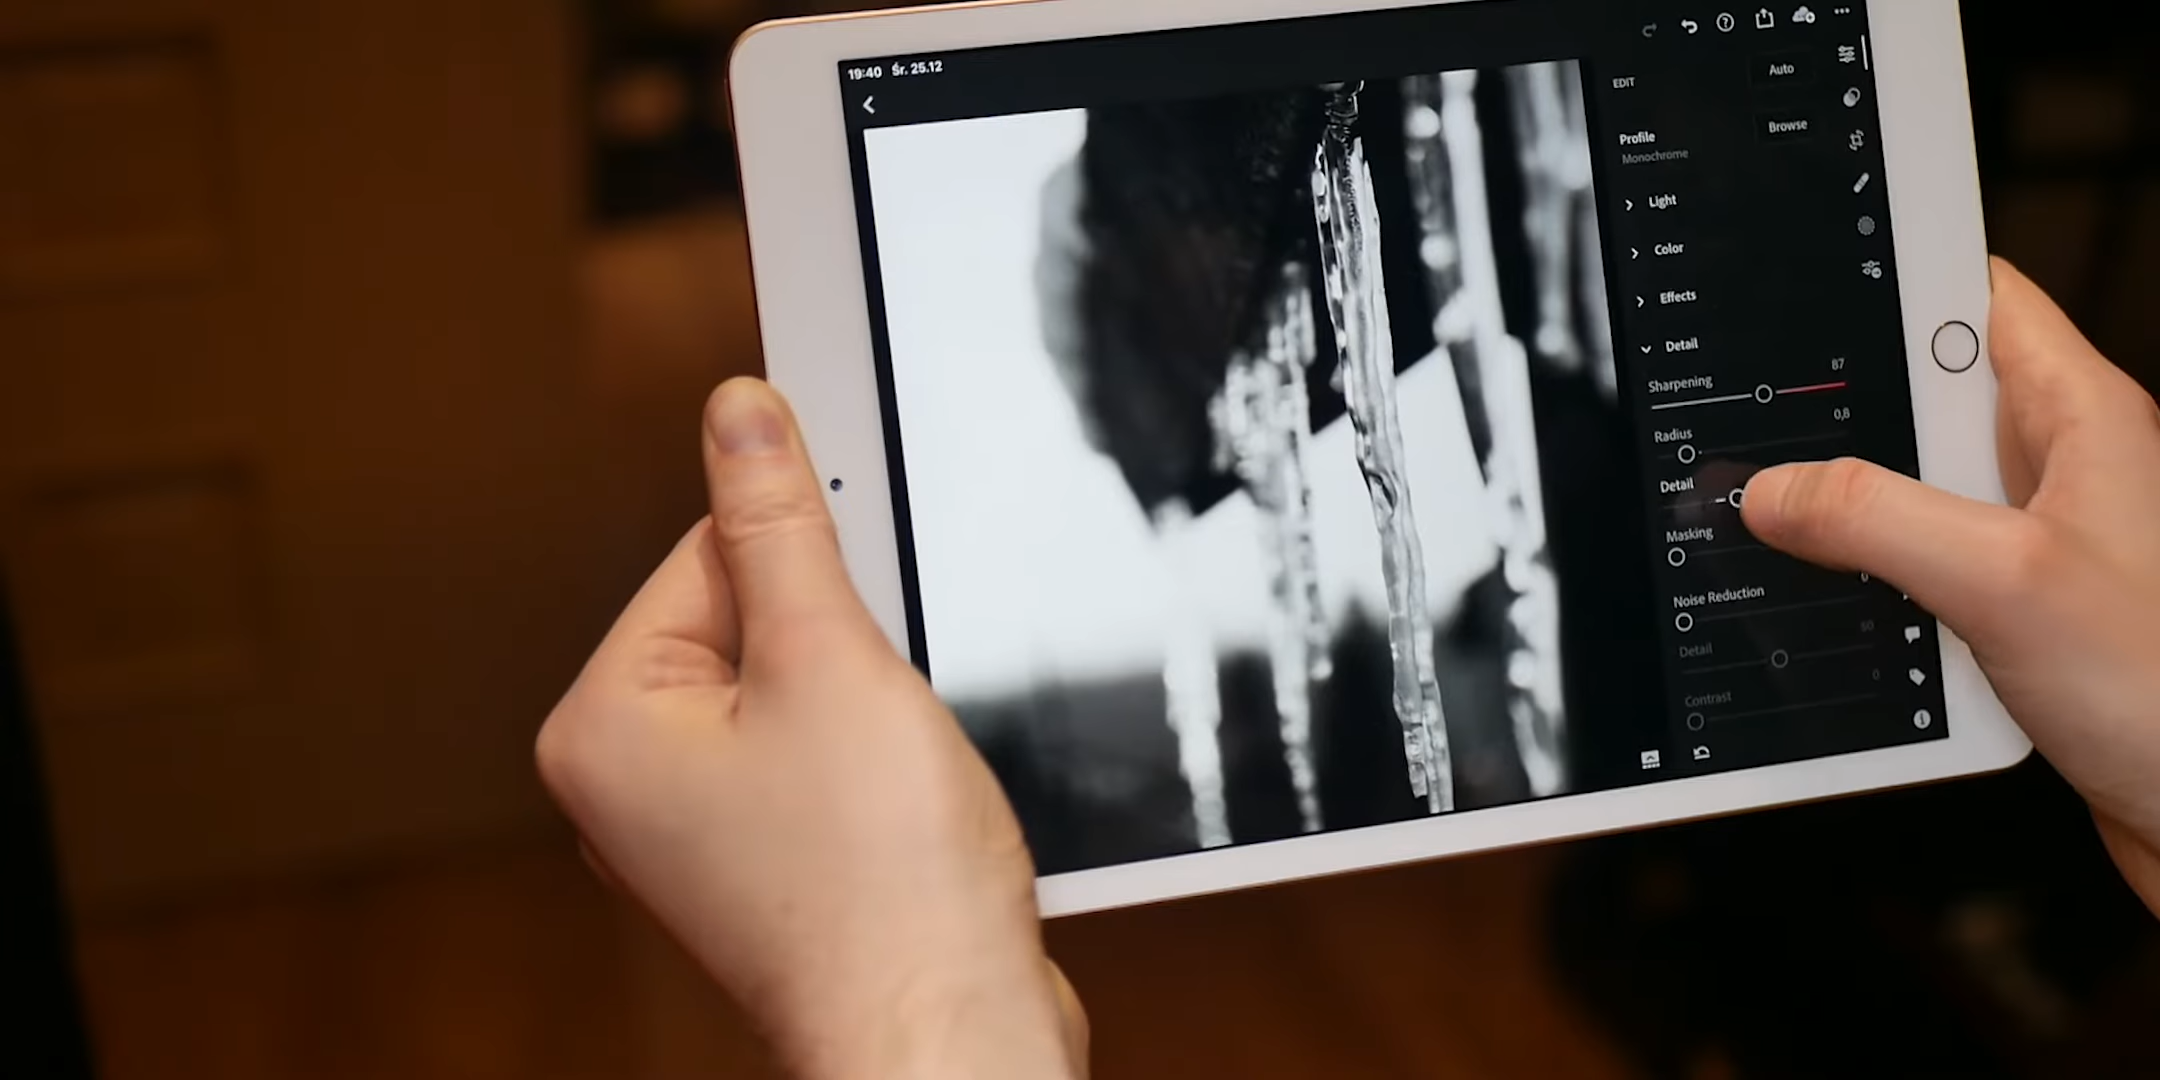 19:40 Śr. 25.12
EDIT
Auto
Profile
Monochrome
Browse
Light
Color
Effects
Detail
Sharpening
87
Radius
0,8
Detail
Masking
Noise Reduction
0
Detail
50
Contrast
0